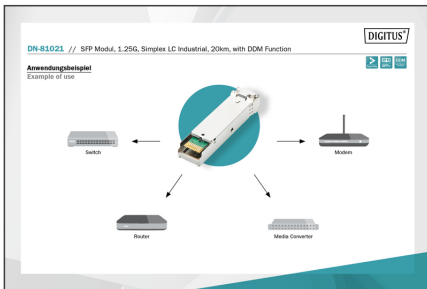 DIGITUS®
DN-81021 // SFP Modul, 1.25G, Simplex LC Industrial, 20km, with DDM Function
Anwendungsbeispiel
Example of use
Switch
Modem
Router
Media Converter